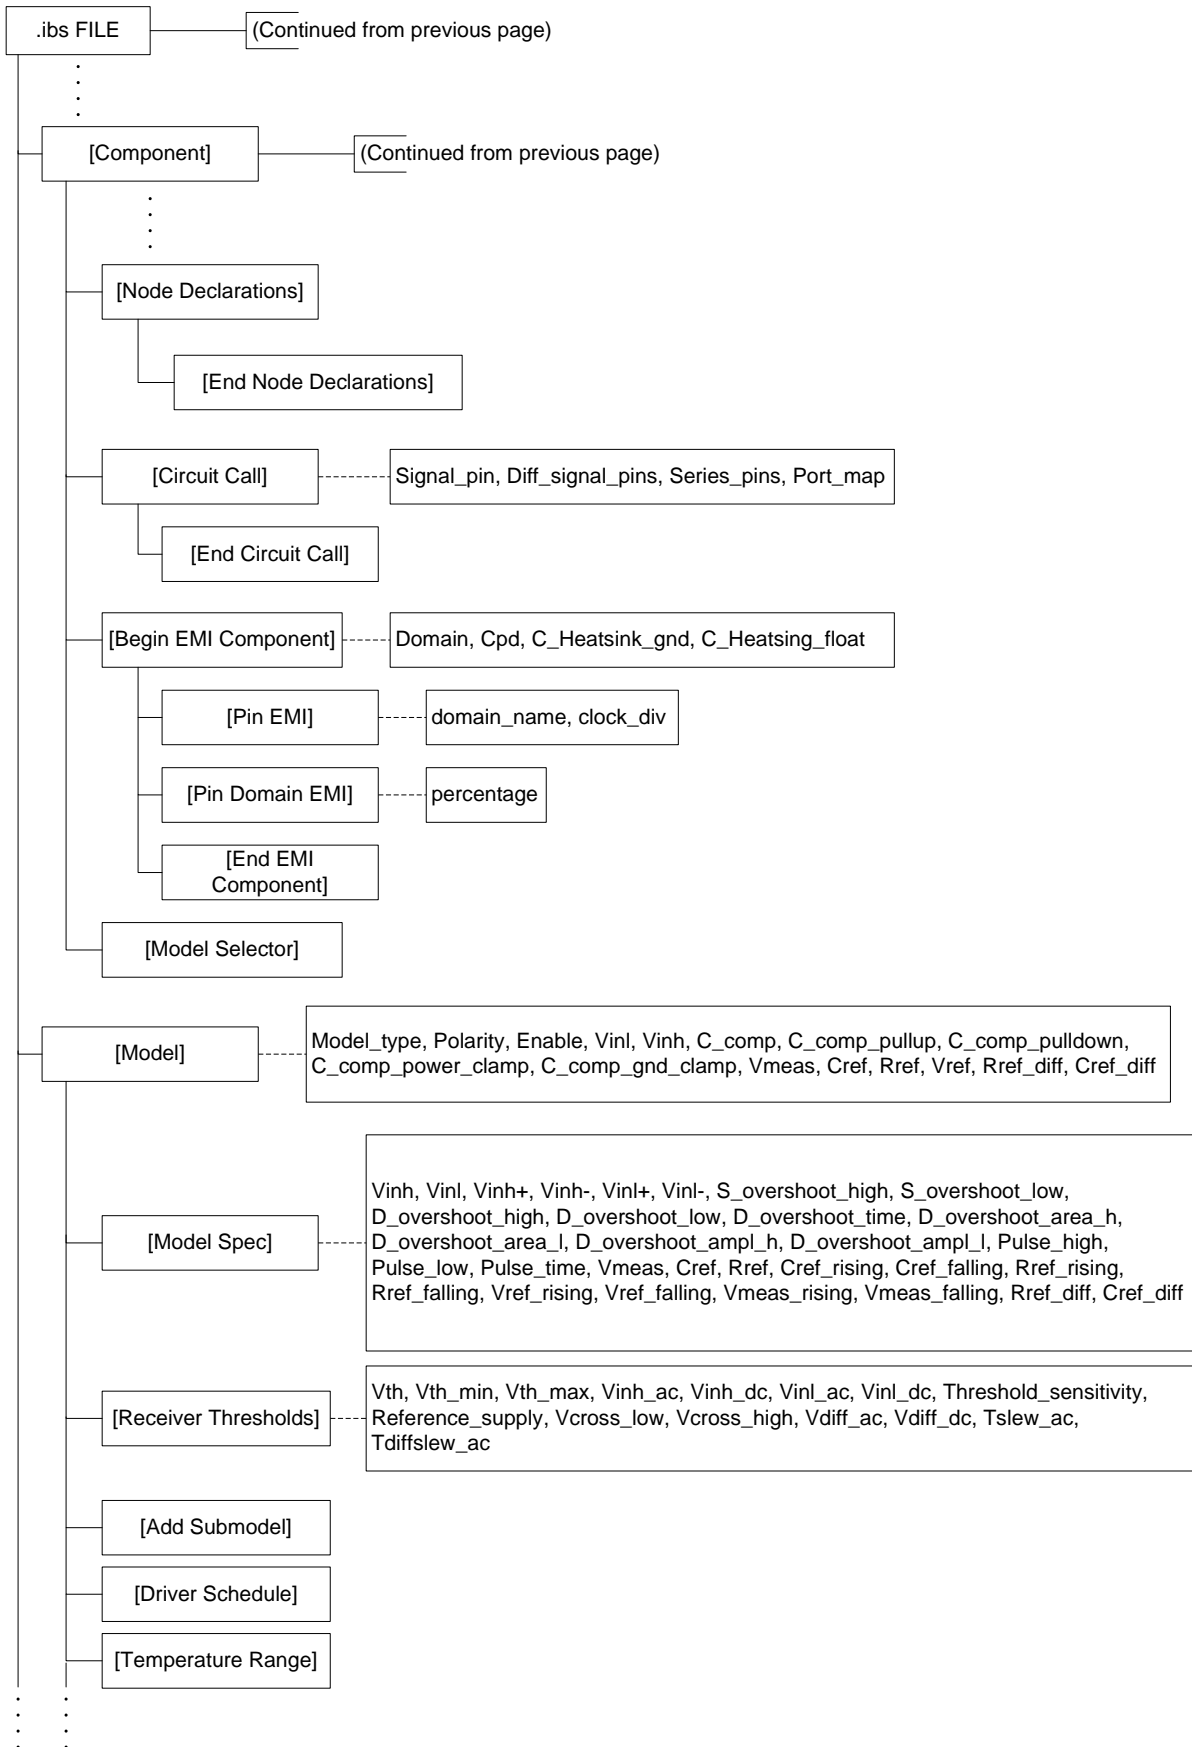 .ibs FILE
(Continued from previous page)
[Component]
(Continued from previous page)
[Node Declarations]
[End Node Declarations]
[Circuit Call]
Signal_pin, Diff_signal_pins, Series_pins, Port_map
[End Circuit Call]
[Begin EMI Component]
Domain, Cpd, C_Heatsink_gnd, C_Heatsing_float
[Pin EMI]
domain_name, clock_div
[Pin Domain EMI]
percentage
[End EMI
Component]
[Model Selector]
[Model]
Model_type, Polarity, Enable, Vinl, Vinh, C_comp, C_comp_pullup, C_comp_pulldown,
C_comp_power_clamp, C_comp_gnd_clamp, Vmeas, Cref, Rref, Vref, Rref_diff, Cref_diff
[Model Spec]
Vinh, Vinl, Vinh+, Vinh-, Vinl+, Vinl-, S_overshoot_high, S_overshoot_low,
D_overshoot_high, D_overshoot_low, D_overshoot_time, D_overshoot_area_h,
D_overshoot_area_l, D_overshoot_ampl_h, D_overshoot_ampl_l, Pulse_high,
Pulse_low, Pulse_time, Vmeas, Cref, Rref, Cref_rising, Cref_falling, Rref_rising,
Rref_falling, Vref_rising, Vref_falling, Vmeas_rising, Vmeas_falling, Rref_diff, Cref_diff
[Receiver Thresholds]
Vth, Vth_min, Vth_max, Vinh_ac, Vinh_dc, Vinl_ac, Vinl_dc, Threshold_sensitivity,
Reference_supply, Vcross_low, Vcross_high, Vdiff_ac, Vdiff_dc, Tslew_ac,
Tdiffslew_ac
[Add Submodel]
[Driver Schedule]
[Temperature Range]